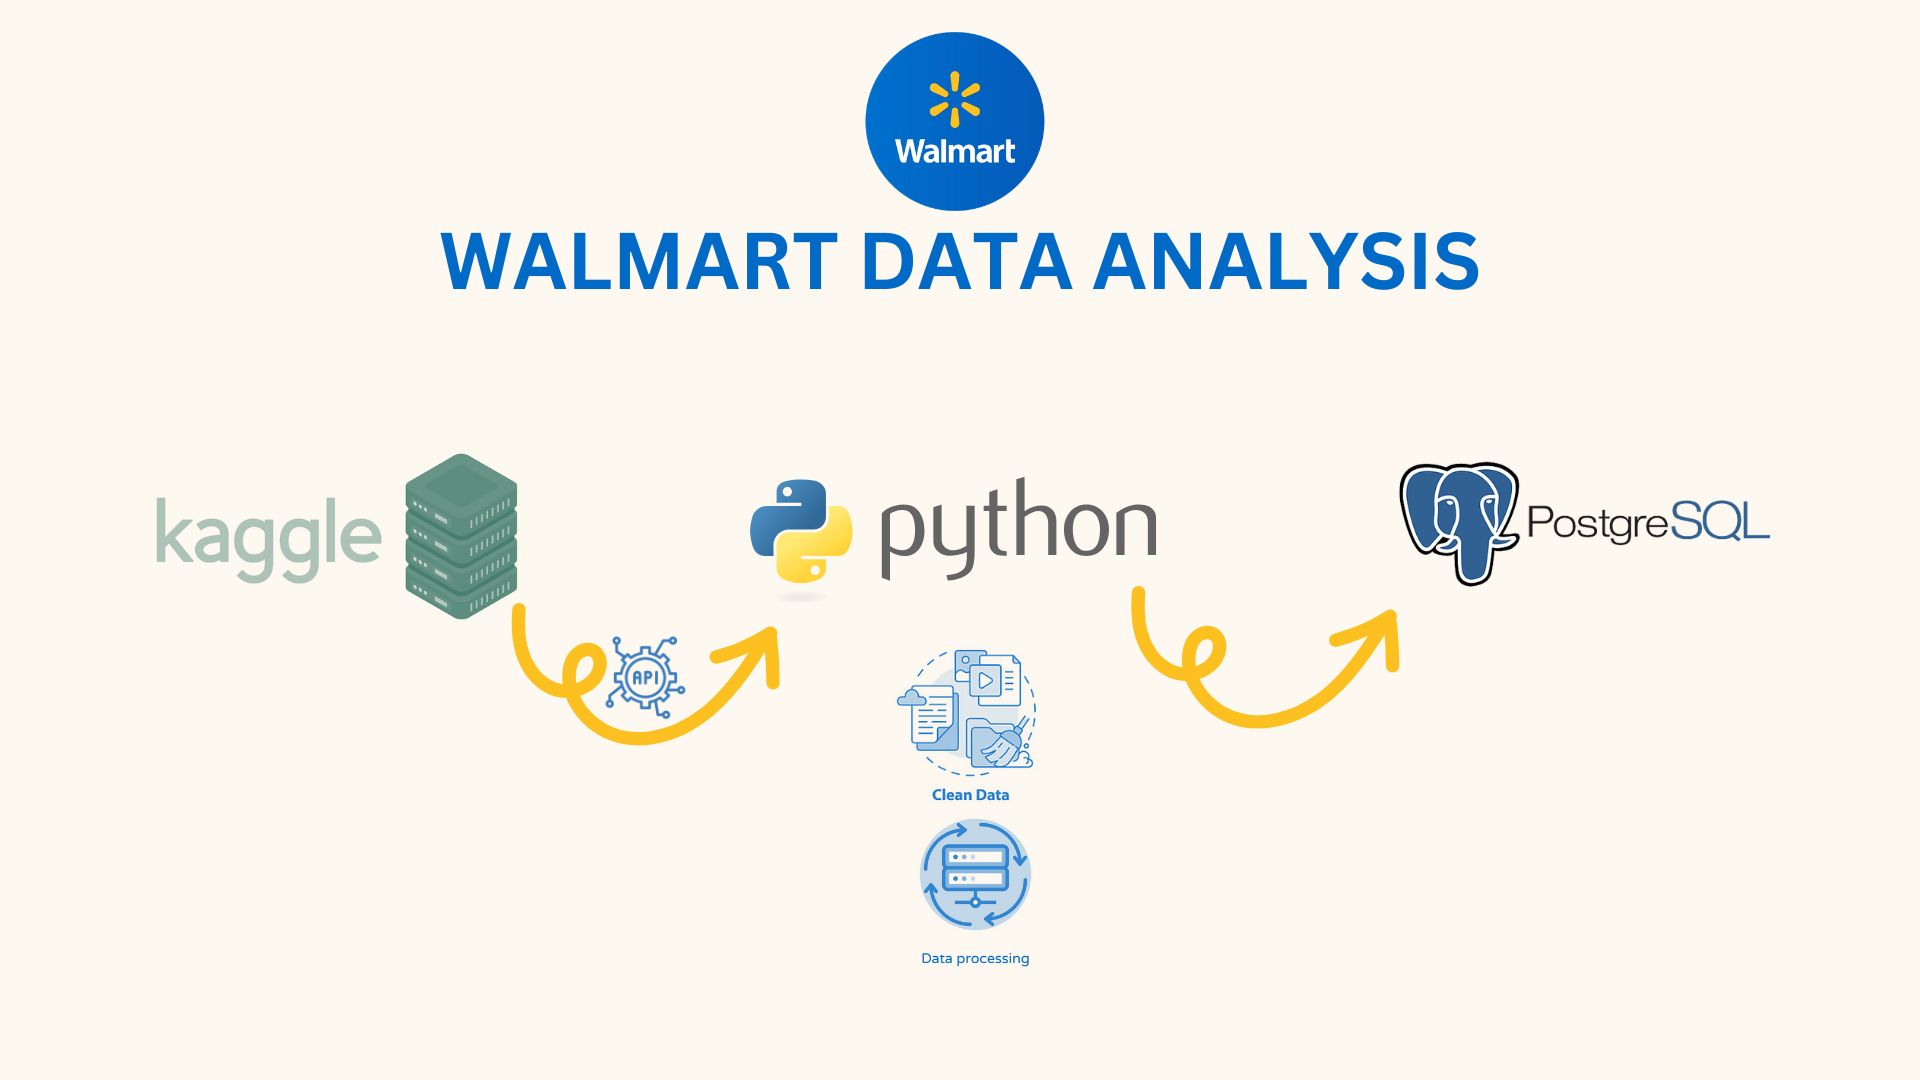 Walmart
WALMART DATA ANALYSIS
kaggle
python
PostgreSQL
API
Clean Data
Data processing